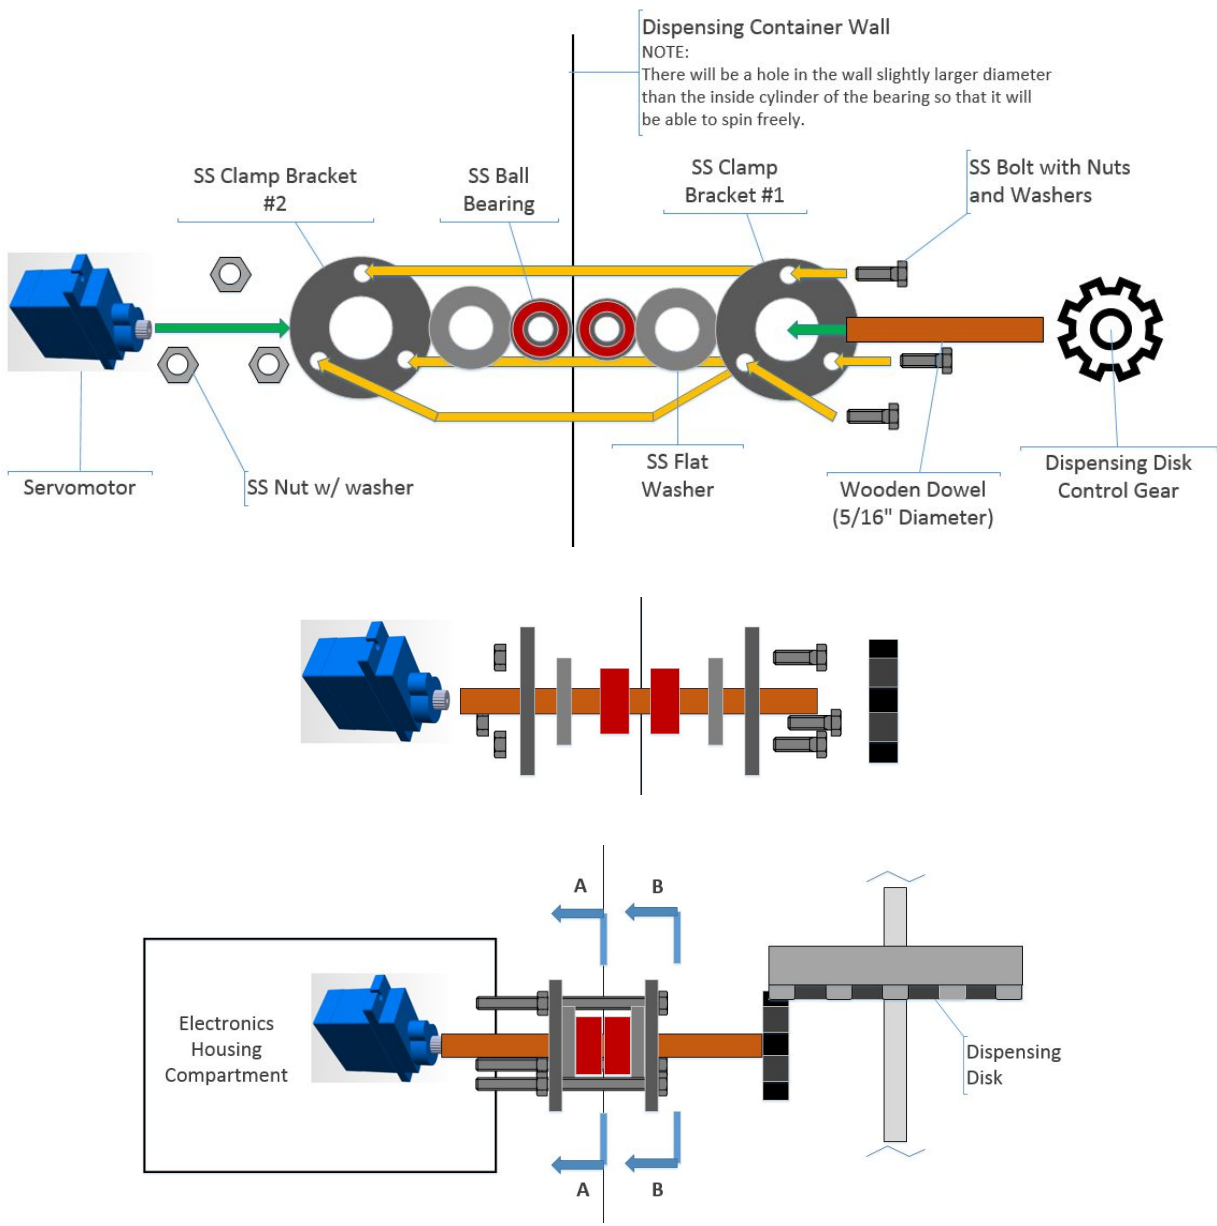 Dispensing Container Wall
NOTE:
There will be a hole in the wall slightly larger diameter
than the inside cylinder of the bearing so that it will
be able to spin freely.
SS Clamp Bracket
#2
SS Ball
Bearing
SS Clamp
Bracket #1
SS Bolt with Nuts
and Washers
Servomotor
SS Nut w/ washer
SS Flat
Washer
Wooden Dowel
(5/16" Diameter)
Dispensing Disk
Control Gear
A
B
Electronics
Housing
Compartment
Dispensing
Disk
A
B